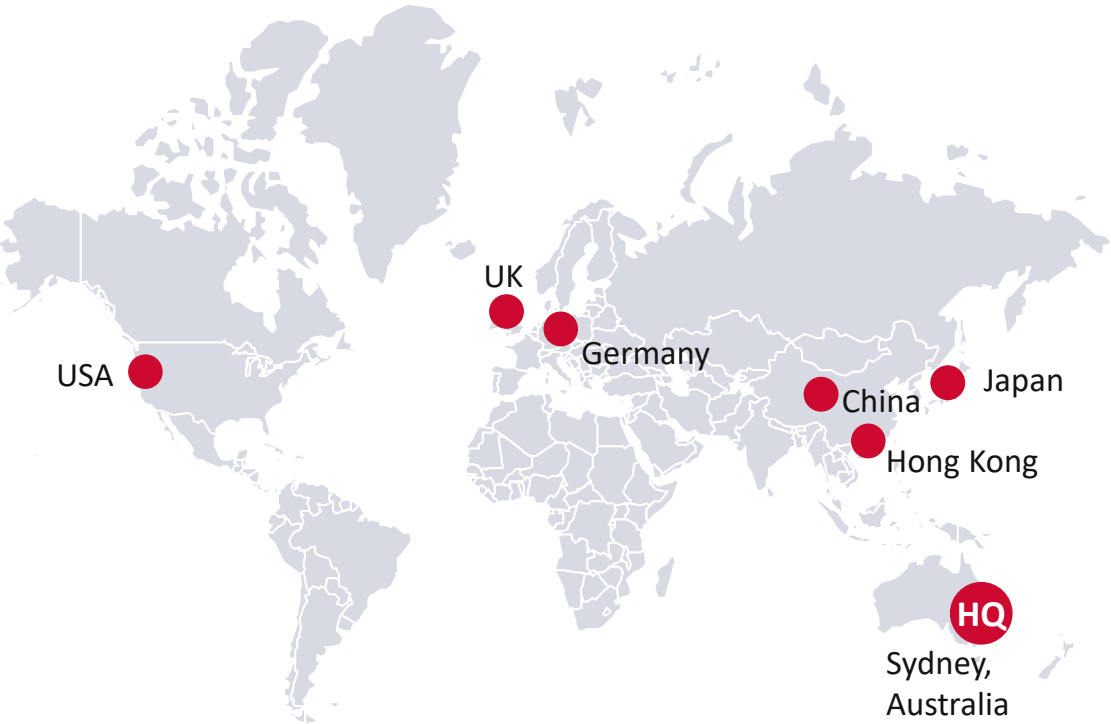 UK
Germany
USA
Japan
China
Hong Kong
HQ
Sydney,
Australia